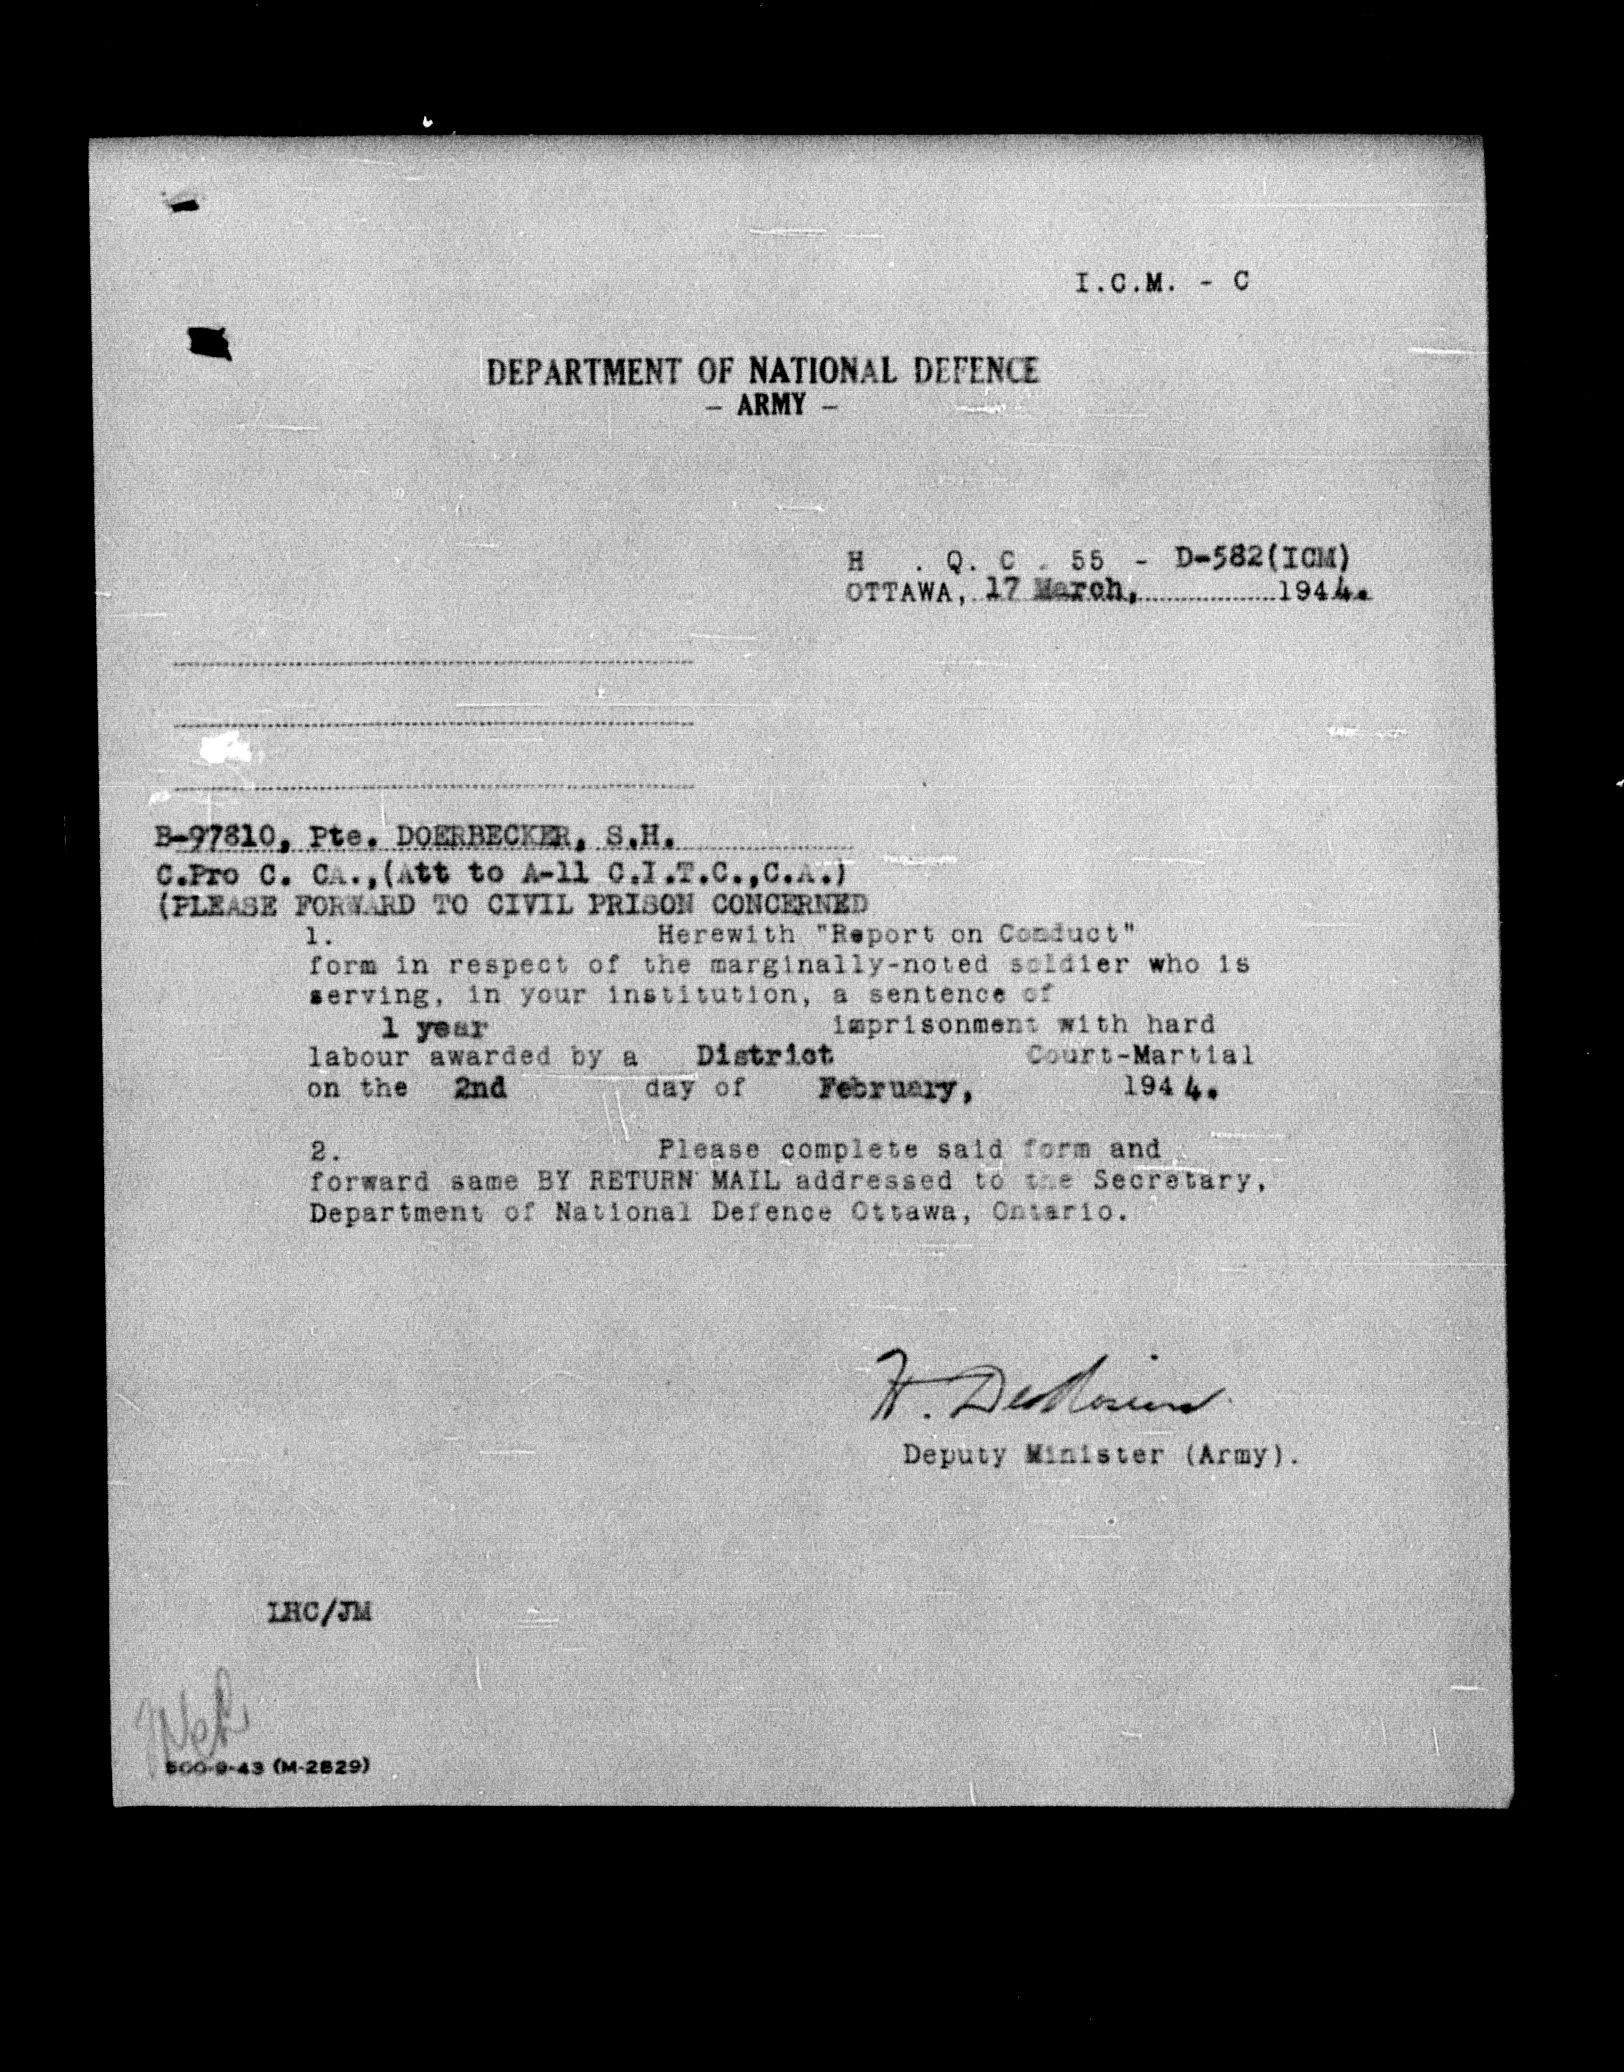 I.C.M. - C
DEPARTMENT OF NATIONAL DEFENCE
- ARMY -
H . Q. C . 55 - D-582(ICM)
OTTAWA, 17 March, 1944.
B-97810, Pte. DOERBECKER, S.H.
C.Pro C. CA.,(Att to A-11 C.I.T.C.,C.A.)
(PLEASE FORWARD TO CIVIL PRISON CONCERNED
1. Herewith "Report on Conduct"
form in respect of the marginally-noted soldier who is
serving, in your institution, a sentence of
1 year imprisonment with hard
labour awarded by a District Court-Martial
on the 2nd day of February, 1944.
2. Please complete said form and
forward same BY RETURN MAIL addressed to the Secretary,
Department of National Defence Ottawa, Ontario.
H. DesRosiers
Deputy Minister (Army).
LHC/JM
500-9-43 (M-2829)